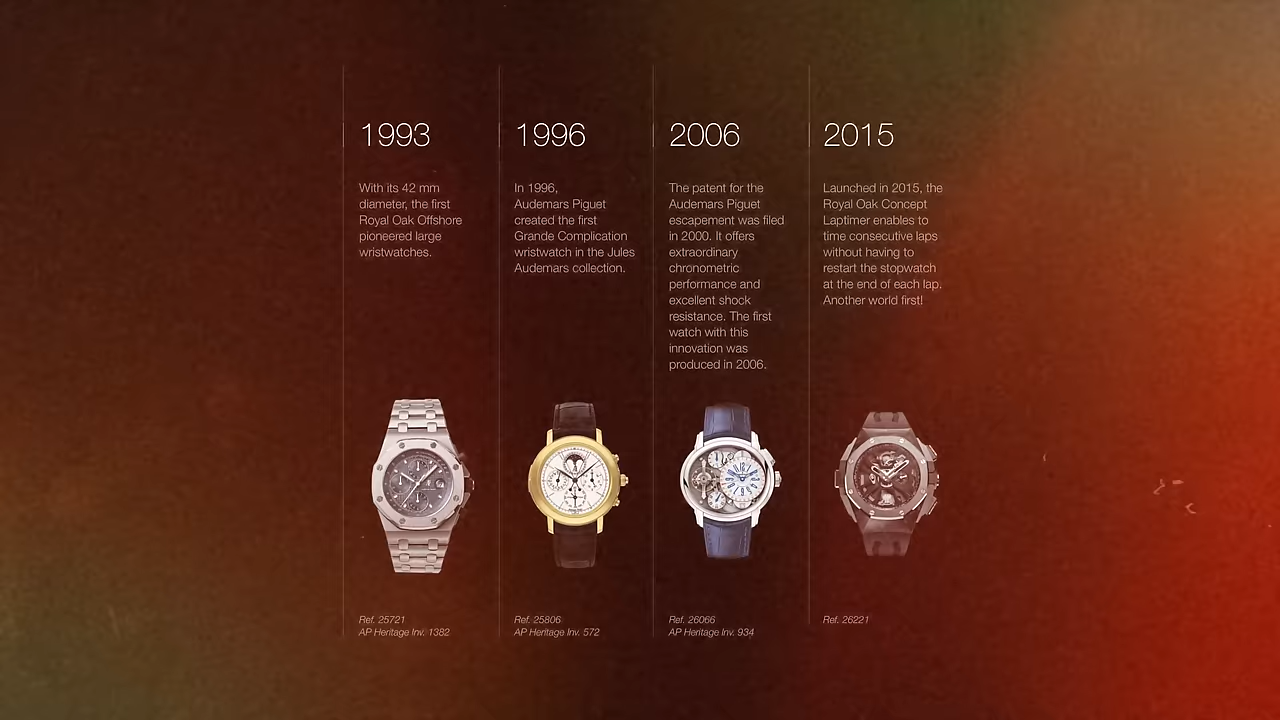 1993
With its 42 mm
diameter, the first
Royal Oak Offshore
pioneered large
wristwatches.
Ref. 25721
AP Heritage Inv. 1382
1996
In 1996,
Audemars Piguet
created the first
Grande Complication
wristwatch in the Jules
Audemars collection.
Ref. 25806
AP Heritage Inv. 572
2006
The patent for the
Audemars Piguet
escapement was filed
in 2000. It offers
extraordinary
chronometric
performance and
excellent shock
resistance. The first
watch with this
innovation was
produced in 2006.
Ref. 26066
AP Heritage Inv. 934
2015
Launched in 2015, the
Royal Oak Concept
Laptimer enables to
time consecutive laps
without having to
restart the stopwatch
at the end of each lap.
Another world first!
Ref. 26221